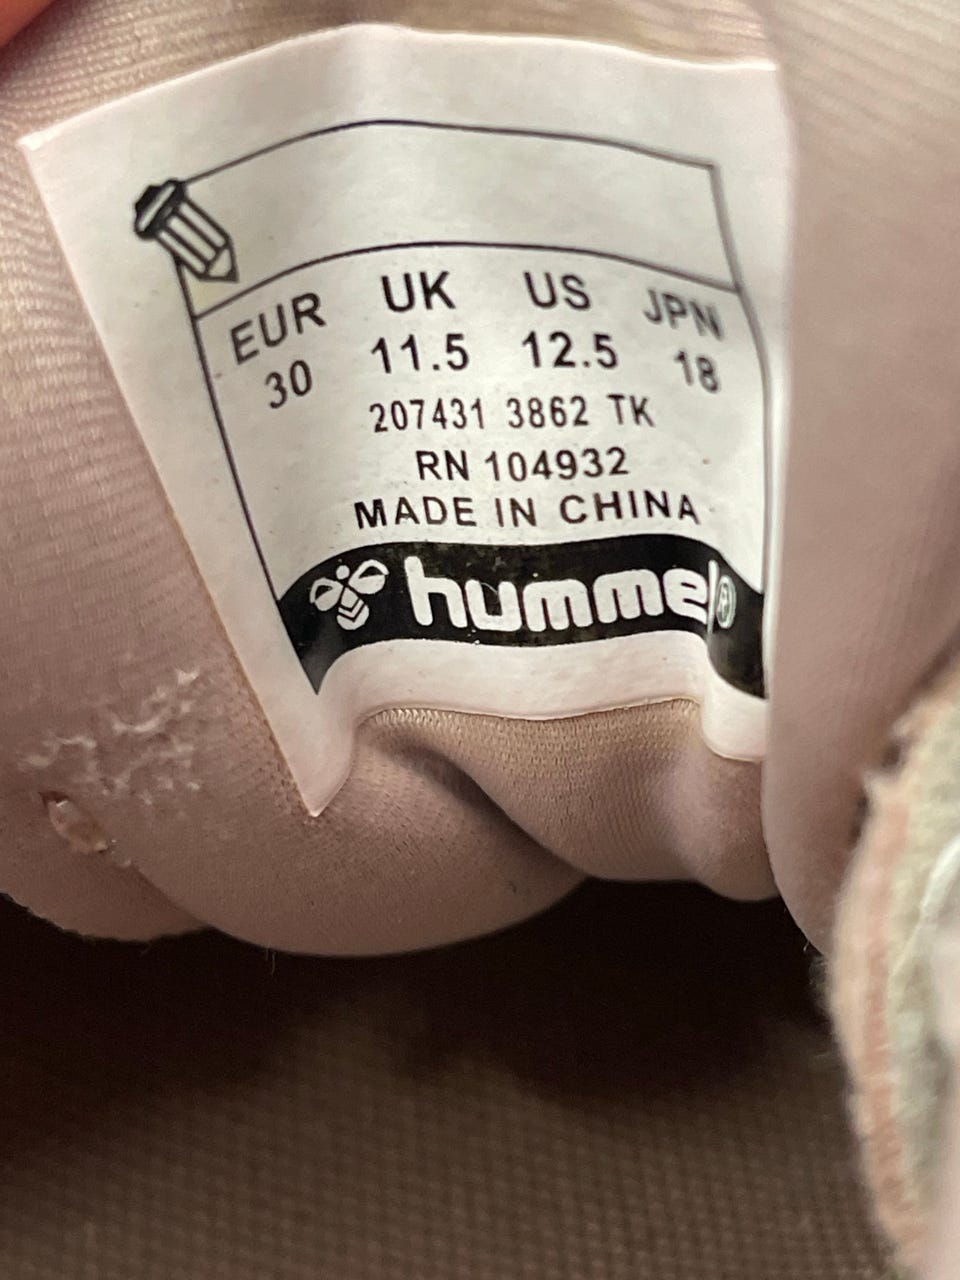 EUR UK US JPN
30 11.5 12.5 18
207431 3862 TK
RN 104932
MADE IN CHINA
hummel®